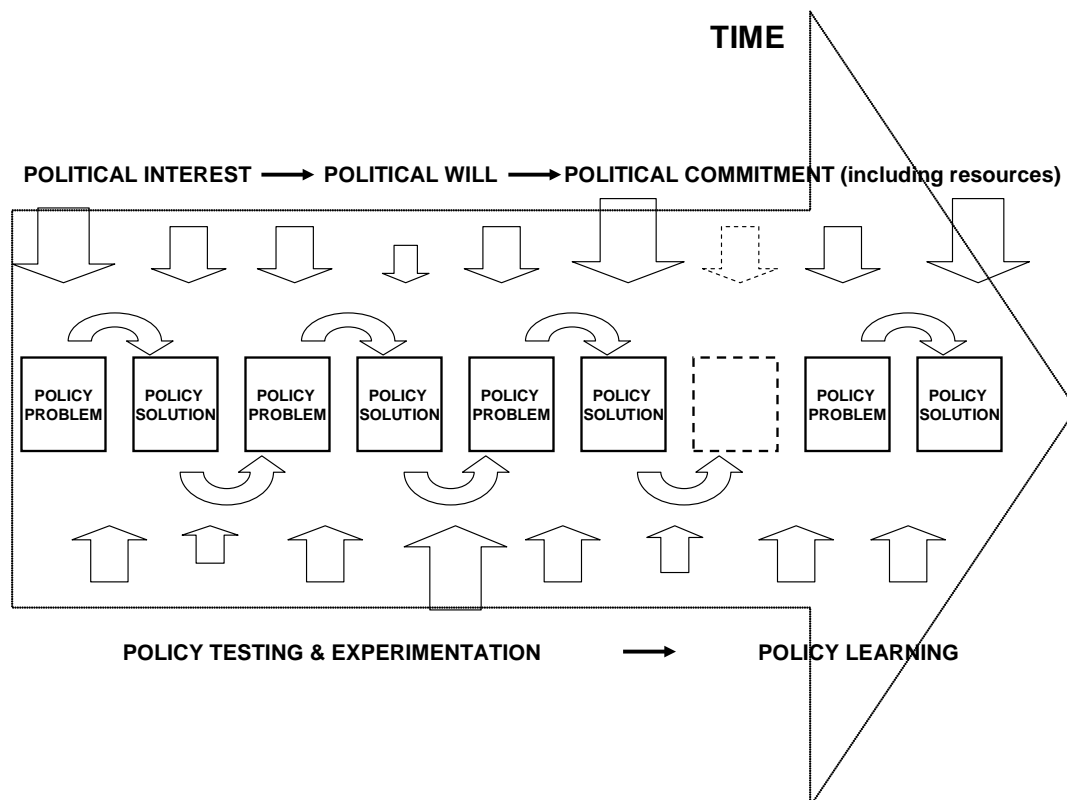 TIME
POLITICAL INTEREST
POLITICAL WILL
POLITICAL COMMITMENT (including resources)
POLICY
PROBLEM
POLICY
SOLUTION
POLICY
PROBLEM
POLICY
SOLUTION
POLICY
PROBLEM
POLICY
SOLUTION
POLICY
PROBLEM
POLICY
SOLUTION
POLICY TESTING & EXPERIMENTATION
POLICY LEARNING